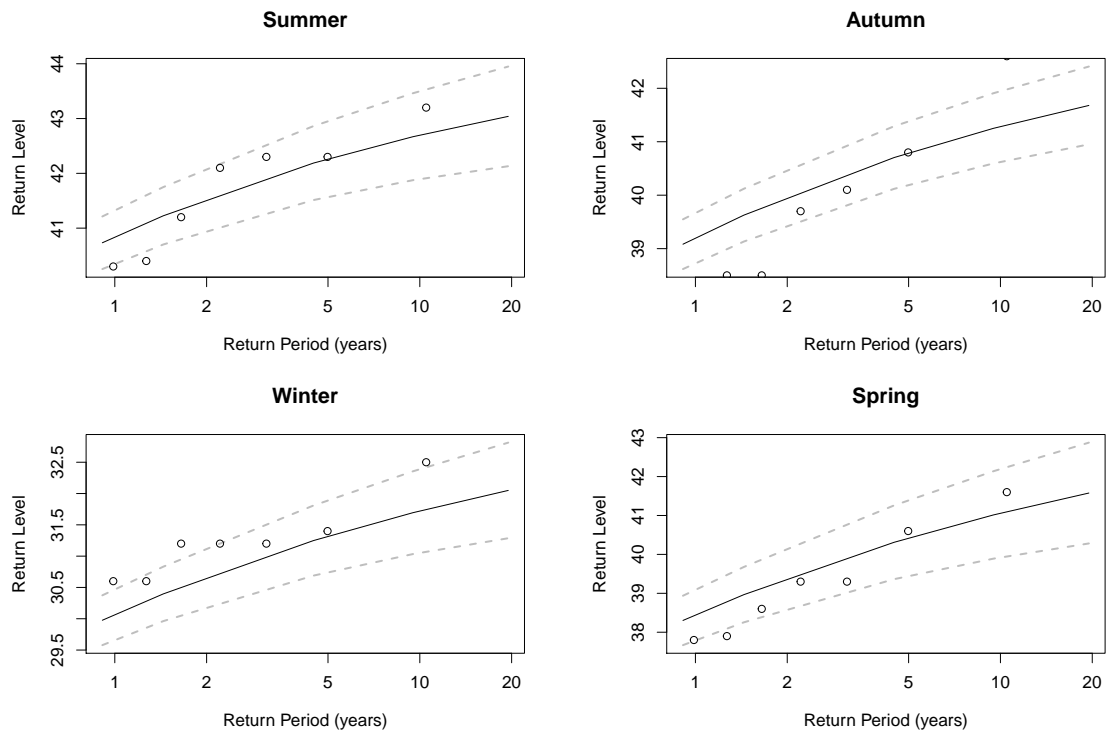 Summer
Return Level
44
43
42
41
1 2 5 10 20
Return Period (years)
Autumn
Return Level
42
41
40
39
1 2 5 10 20
Return Period (years)
Winter
Return Level
32.5
31.5
30.5
29.5
1 2 5 10 20
Return Period (years)
Spring
Return Level
43
42
41
40
39
38
1 2 5 10 20
Return Period (years)